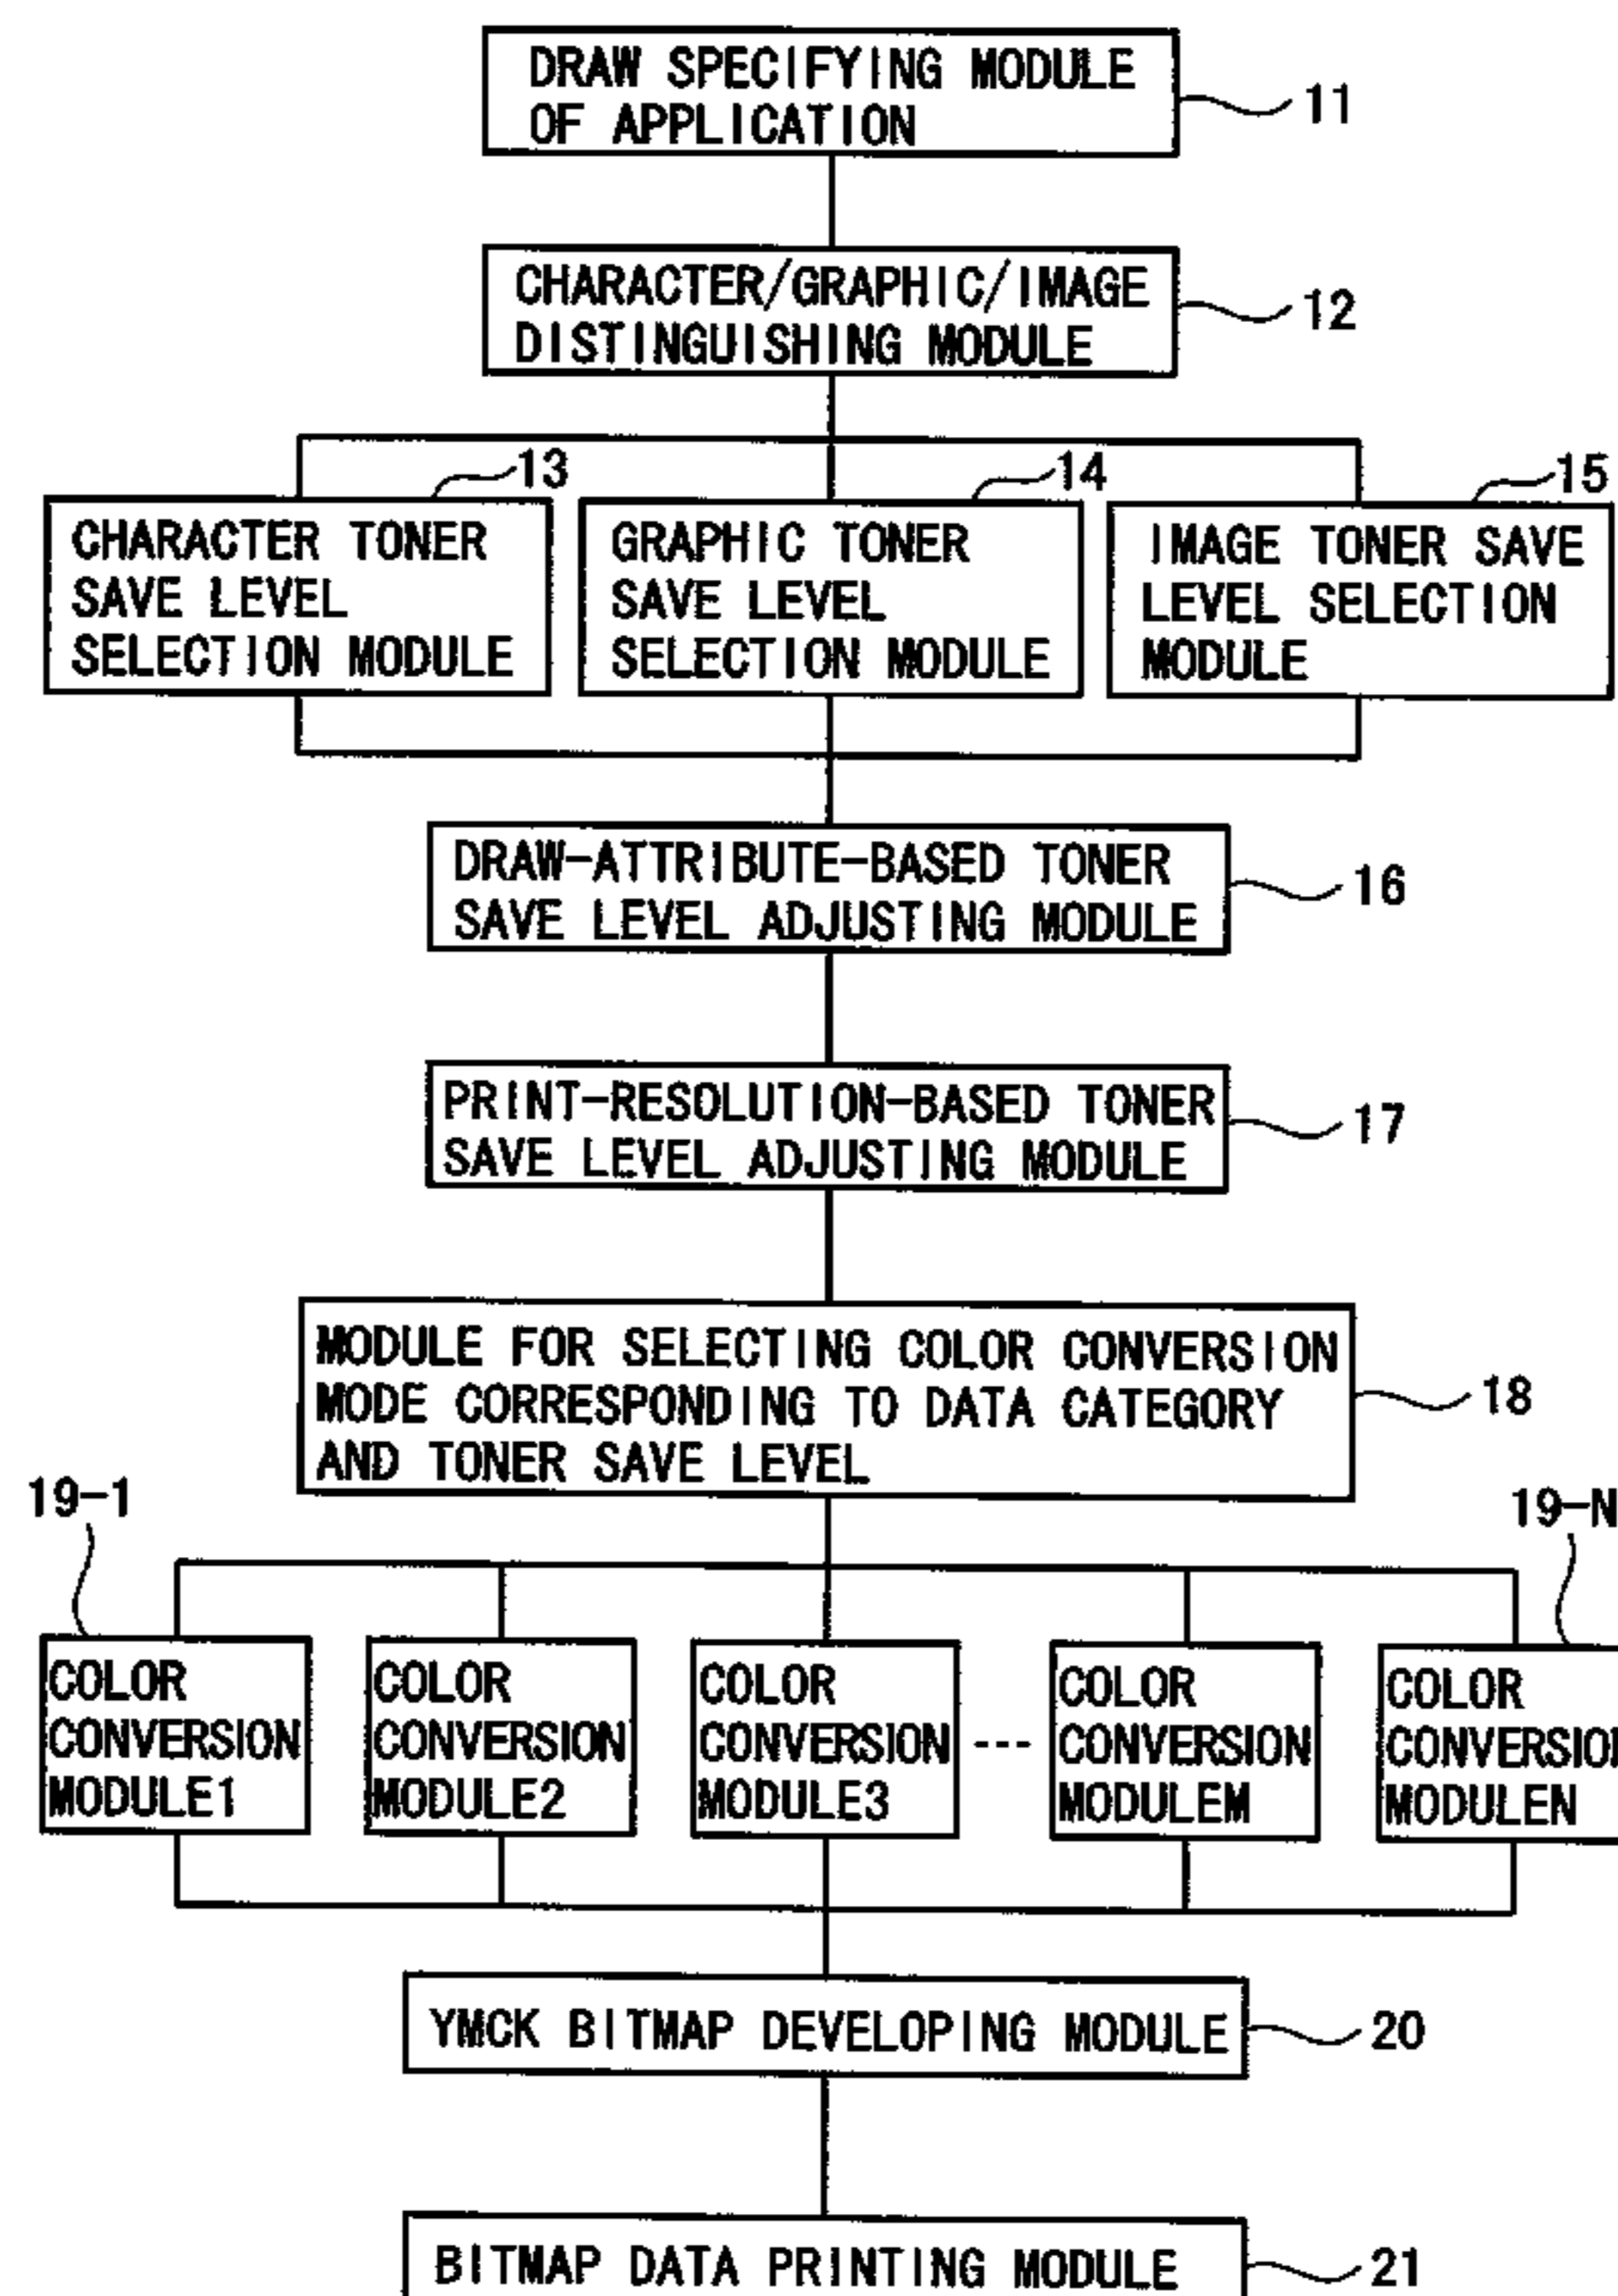 DRAW SPECIFYING MODULE
OF APPLICATION
11
CHARACTER/GRAPHIC/IMAGE
DISTINGUISHING MODULE
12
13
14
15
CHARACTER TONER
SAVE LEVEL
SELECTION MODULE
GRAPHIC TONER
SAVE LEVEL
SELECTION MODULE
IMAGE TONER SAVE
LEVEL SELECTION
MODULE
DRAW-ATTRIBUTE-BASED TONER
SAVE LEVEL ADJUSTING MODULE
16
PRINT-RESOLUTION-BASED TONER
SAVE LEVEL ADJUSTING MODULE
17
MODULE FOR SELECTING COLOR CONVERSION
MODE CORRESPONDING TO DATA CATEGORY
AND TONER SAVE LEVEL
18
19-1
19-N
COLOR
CONVERSION
MODULE1
COLOR
CONVERSION
MODULE2
COLOR
CONVERSION
MODULE3
---
COLOR
CONVERSION
MODULEM
COLOR
CONVERSION
MODULEN
YMCK BITMAP DEVELOPING MODULE
20
BITMAP DATA PRINTING MODULE
21